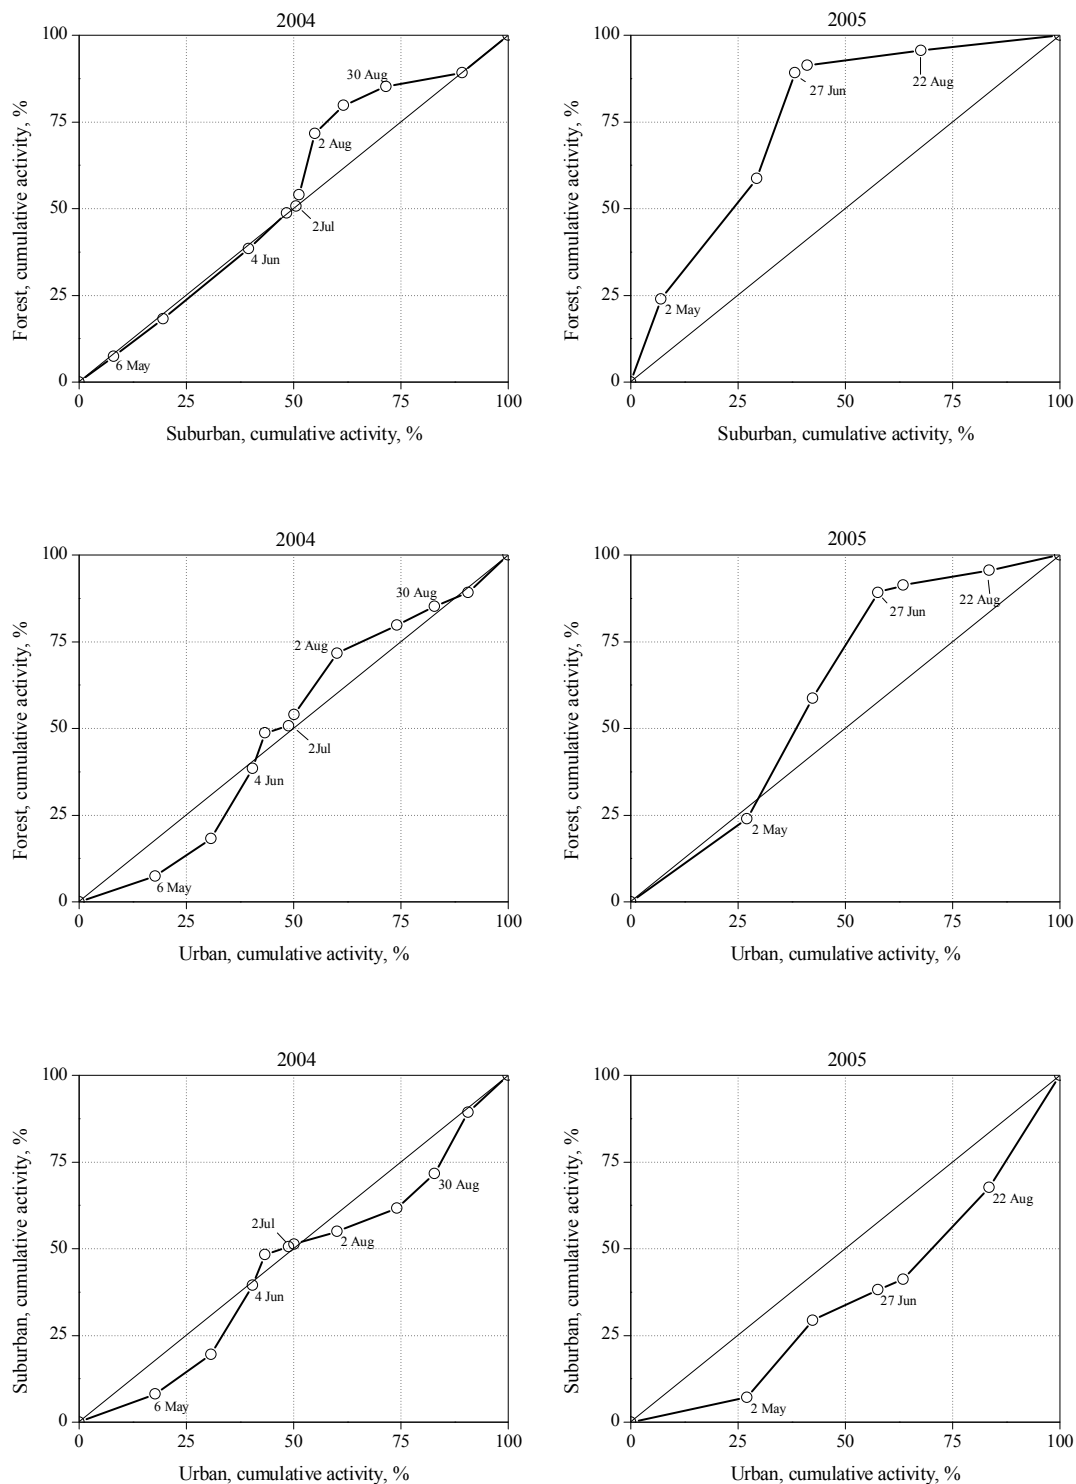 2004
100
75
50
25
0
Forest, cumulative activity, %
30 Aug
2 Aug
2Jul
4 Jun
6 May
0 25 50 75 100
Suburban, cumulative activity, %
2005
100
75
50
25
0
Forest, cumulative activity, %
27 Jun
22 Aug
2 May
0 25 50 75 100
Suburban, cumulative activity, %
2004
100
75
50
25
0
Forest, cumulative activity, %
30 Aug
2 Aug
2Jul
4 Jun
6 May
0 25 50 75 100
Urban, cumulative activity, %
2005
100
75
50
25
0
Forest, cumulative activity, %
22 Aug
27 Jun
2 May
0 25 50 75 100
Urban, cumulative activity, %
2004
100
75
50
25
0
Suburban, cumulative activity, %
30 Aug
2Jul
2 Aug
4 Jun
6 May
0 25 50 75 100
Urban, cumulative activity, %
2005
100
75
50
25
0
Suburban, cumulative activity, %
22 Aug
27 Jun
2 May
0 25 50 75 100
Urban, cumulative activity, %